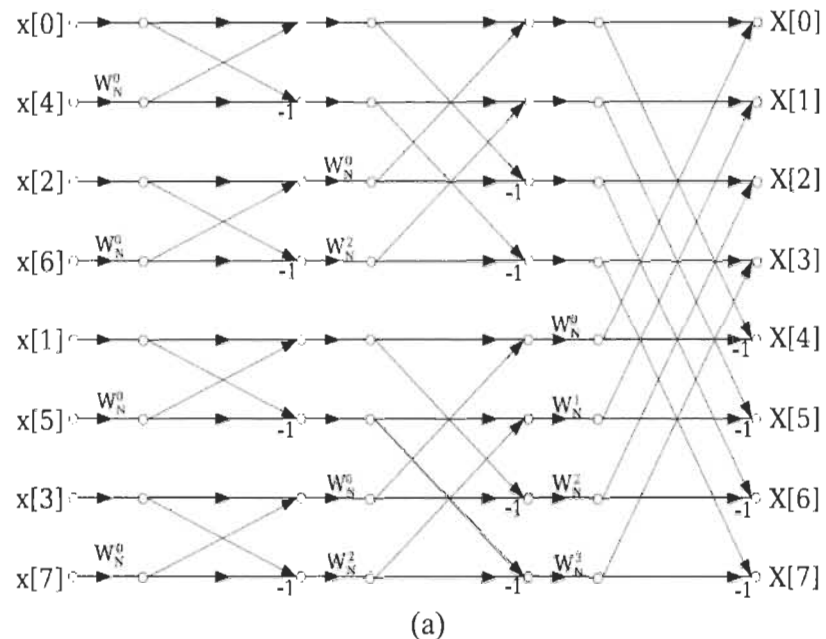 x[0] X[0]
W_N^0
x[4] -1 X[1]
W_N^0
x[2] -1 X[2]
W_N^0 W_N^2
x[6] -1 -1 X[3]
W_N^0
x[1] -1 X[4]
W_N^0 W_N^1
x[5] -1 -1 X[5]
W_N^0 W_N^2
x[3] -1 -1 X[6]
W_N^0 W_N^2 W_N^3
x[7] -1 -1 -1 X[7]
(a)